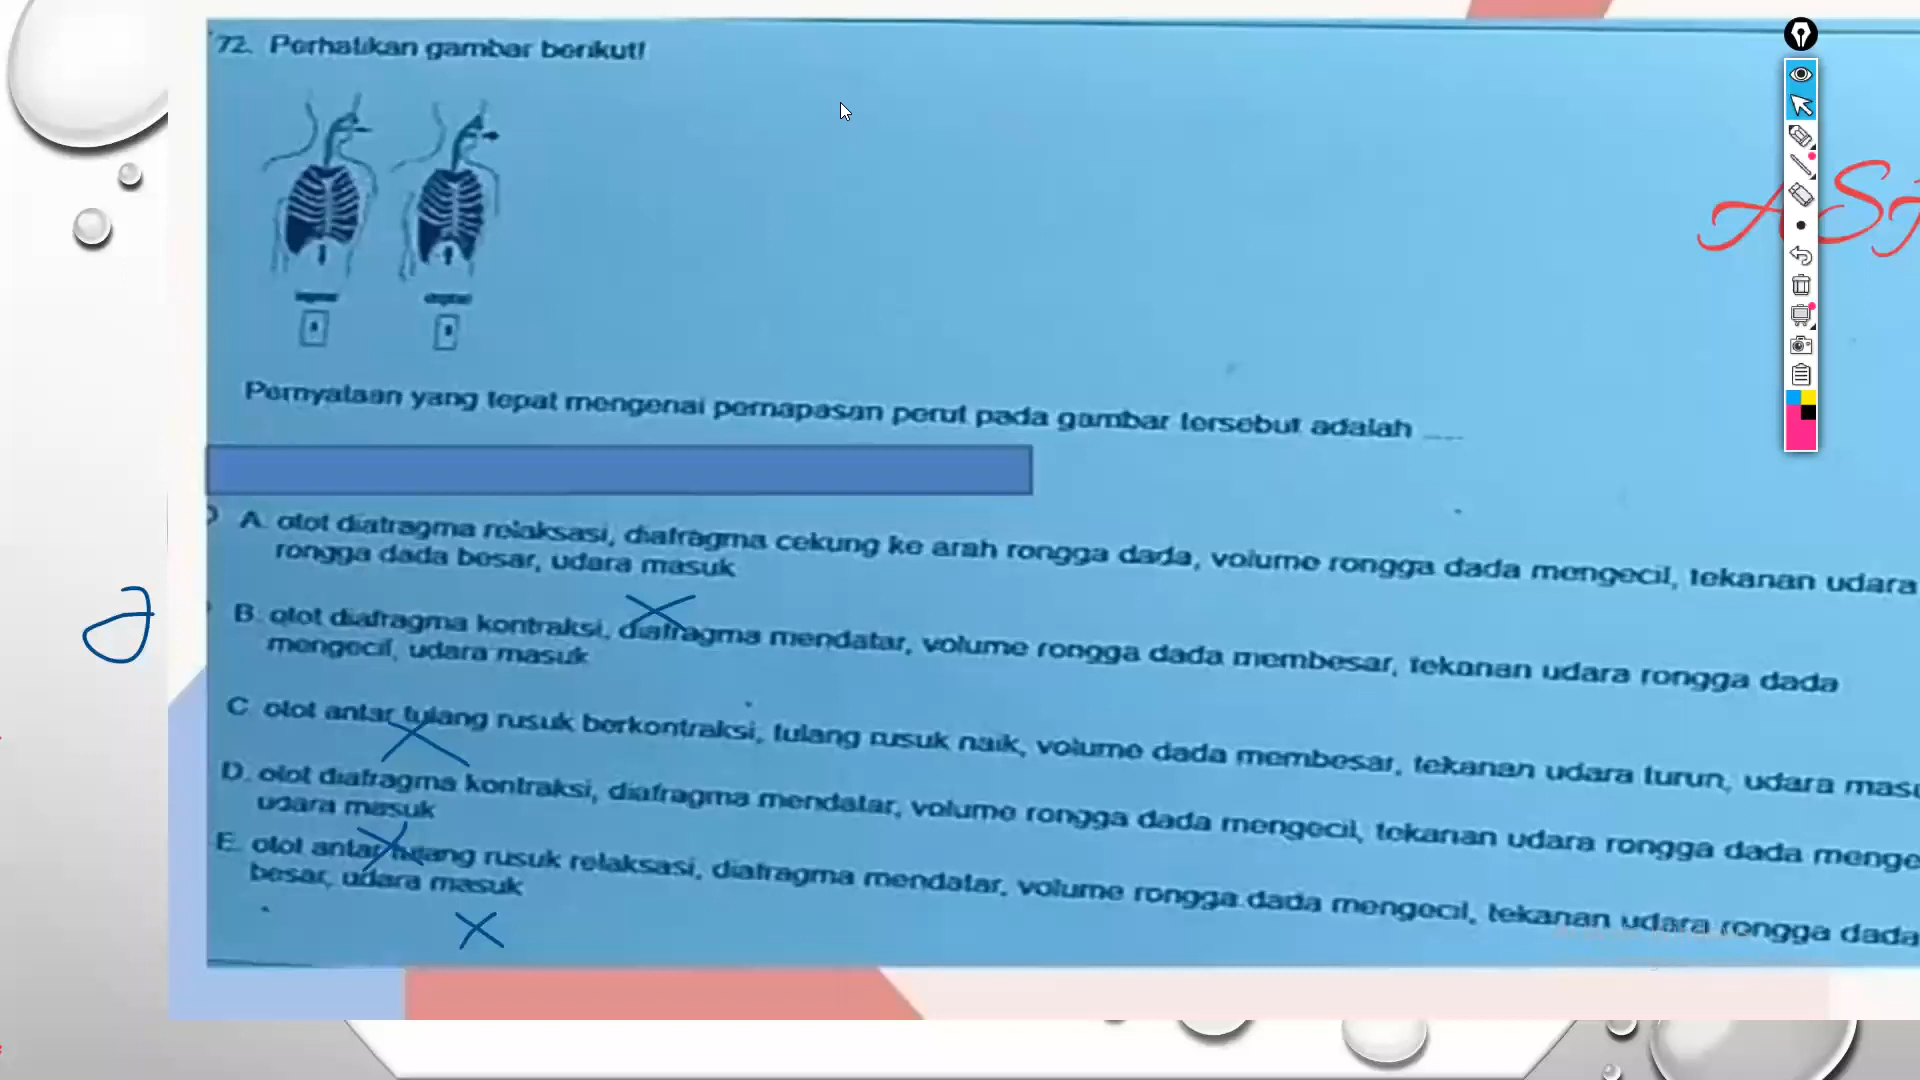 72. Perhatikan gambar berikut!
Pernyataan yang tepat mengenai pernapasan perut pada gambar tersebut adalah ....
A. otot diafragma relaksasi, diafragma cekung ke arah rongga dada, volume rongga dada mengecil, tekanan udara
rongga dada besar, udara masuk
B. otot diafragma kontraksi, diafragma mendatar, volume rongga dada membesar, tekanan udara rongga dada
mengecil, udara masuk
C otot antar tulang rusuk berkontraksi, tulang rusuk naik, volume dada membesar, tekanan udara turun, udara masu
D. otot diafragma kontraksi, diafragma mendatar, volume rongga dada mengecil, tekanan udara rongga dada menge
udara masuk
E. otot antar tulang rusuk relaksasi, diafragma mendatar, volume rongga dada mengecil, tekanan udara rongga dada
besar, udara masuk